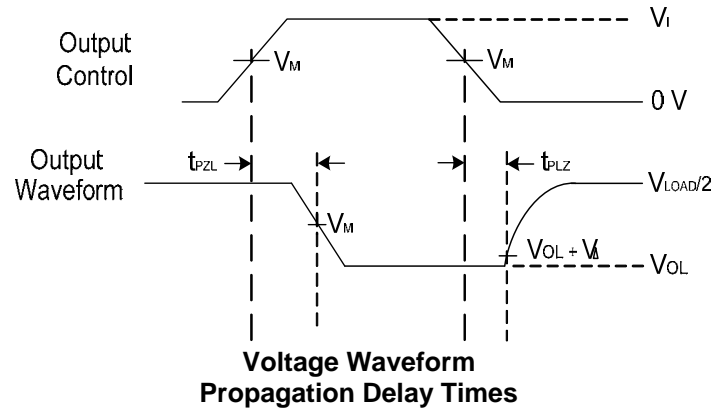 Output
Control
VM
VM
VI
0 V
Output
Waveform
tPZL
tPLZ
VM
VLOAD/2
VOL + VΔ
VOL
Voltage Waveform
Propagation Delay Times